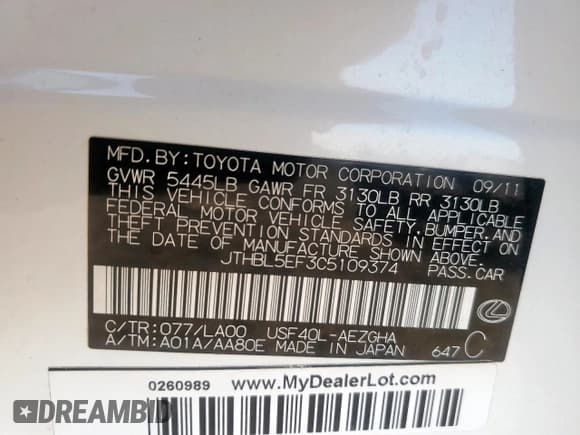 MFD.BY:TOYOTA MOTOR CORPORATION 09/11
GVWR 5445LB GAWR FR 3130LB RR 3130LB
THIS VEHICLE CONFORMS TO ALL APPLICABLE
FEDERAL MOTOR VEHICLE SAFETY,BUMPER,AND
THEFT PREVENTION STANDARDS IN EFFECT ON
THE DATE OF MANUFACTURE SHOWN ABOVE.
JTHBL5EF3C5109374 PASS.CAR
C/TR:077/LA00 USF40L-AEZGHA
A/TM:A01A/AA80E MADE IN JAPAN 647 C
0260989 www.MyDealerLot.com
DREAMBID